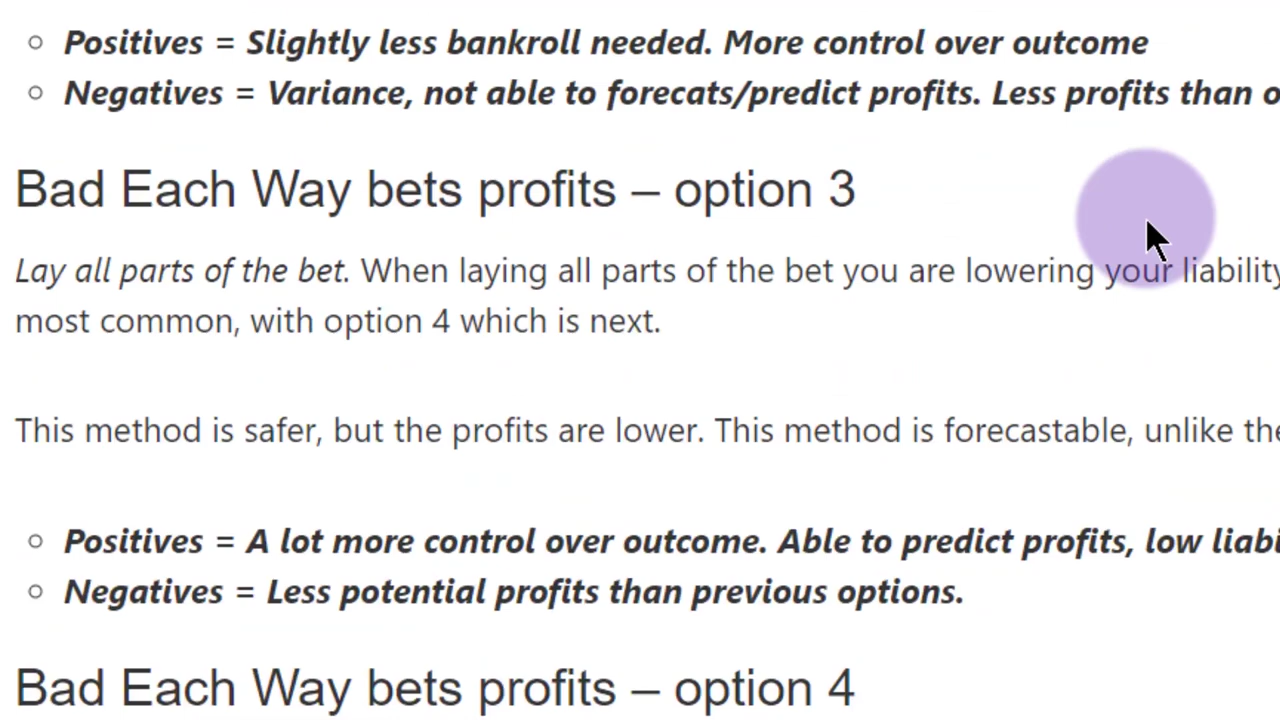 Positives = Slightly less bankroll needed. More control over outcome
Negatives = Variance, not able to forecats/predict profits. Less profits than
Bad Each Way bets profits – option 3
Lay all parts of the bet. When laying all parts of the bet you are lowering your liability
most common, with option 4 which is next.
This method is safer, but the profits are lower. This method is forecastable, unlike
Positives = A lot more control over outcome. Able to predict profits, low
Negatives = Less potential profits than previous options.
Bad Each Way bets profits – option 4